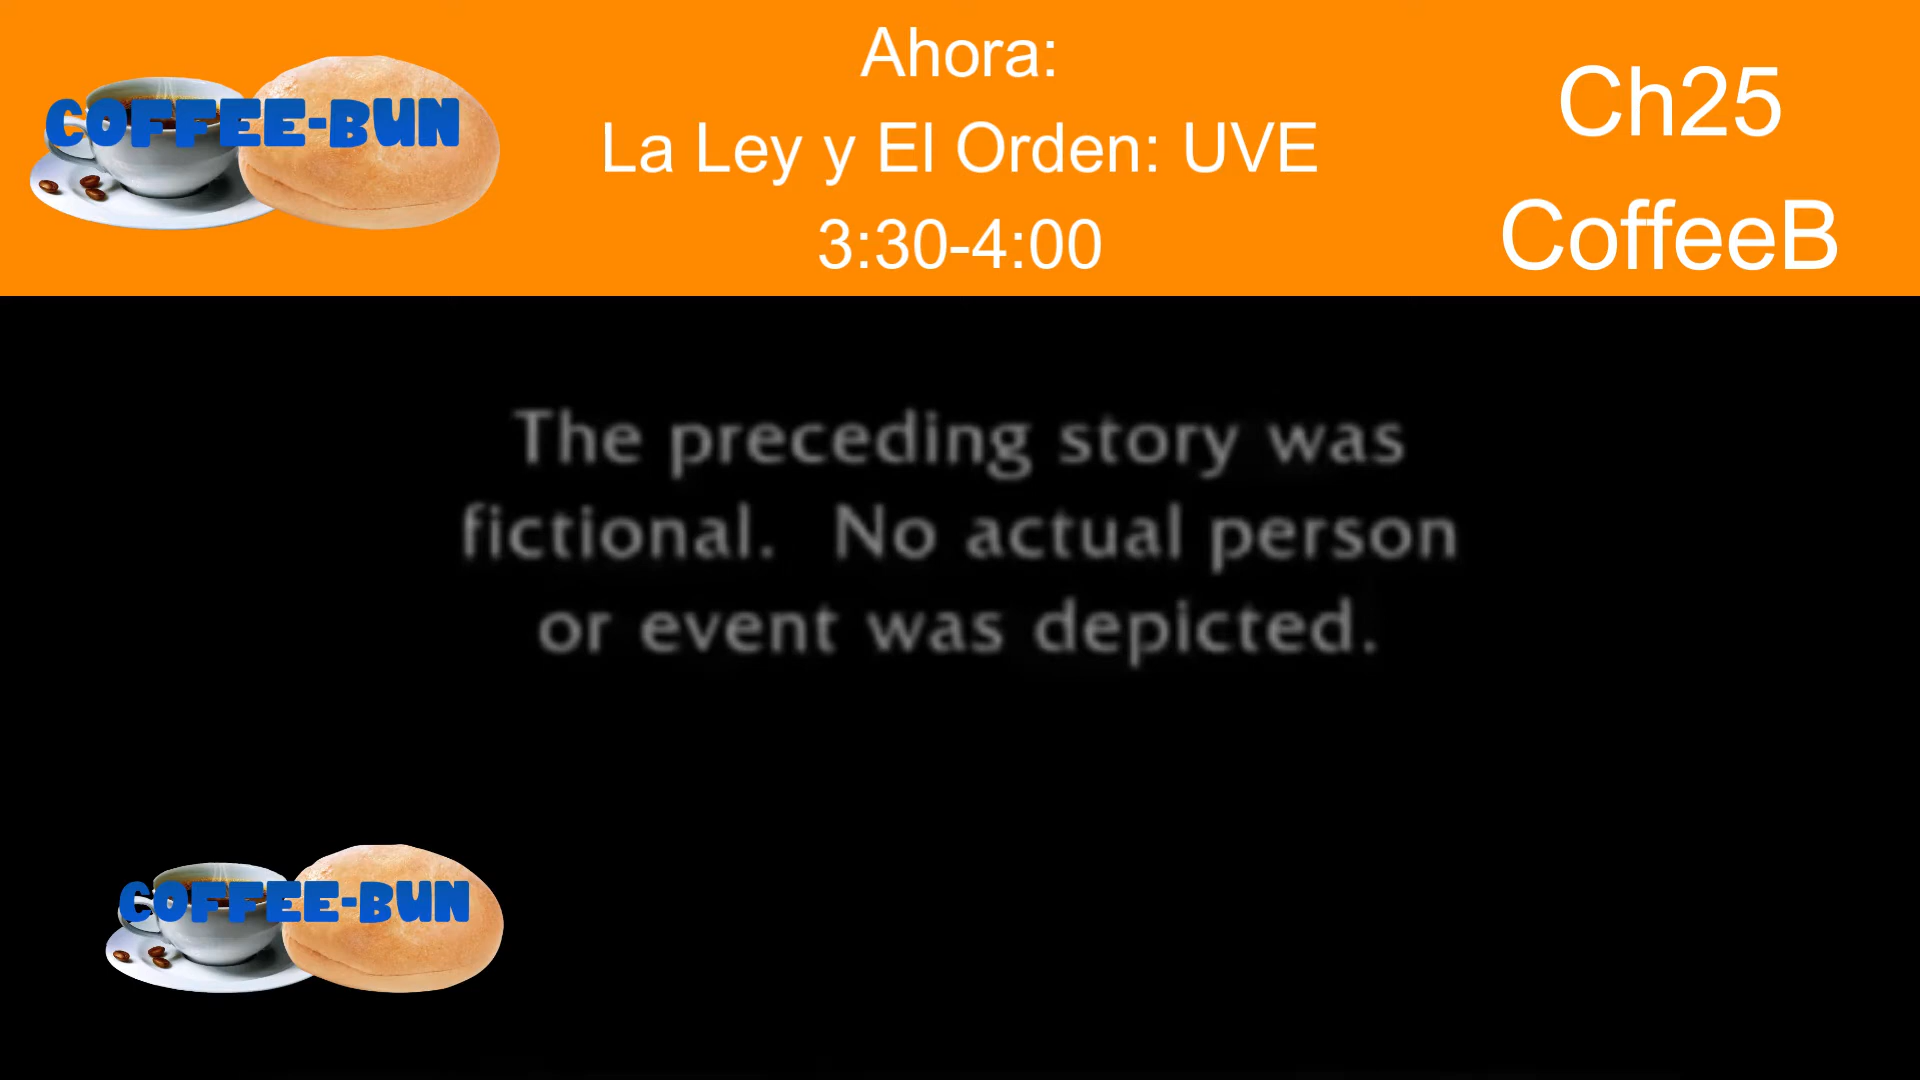 COFFEE-BUN
Ahora:
La Ley y El Orden: UVE
3:30-4:00
Ch25
CoffeeB
The preceding story was
fictional.  No actual person
or event was depicted.
COFFEE-BUN